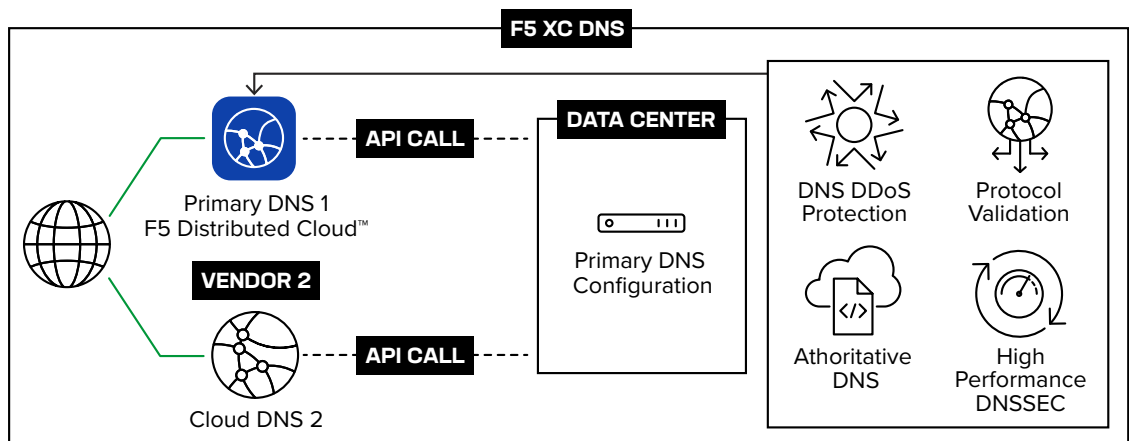 F5 XC DNS
Primary DNS 1
F5 Distributed Cloud™
API CALL
VENDOR 2
Cloud DNS 2
API CALL
DATA CENTER
Primary DNS
Configuration
DNS DDoS
Protection
Protocol
Validation
</>
Athoritative
DNS
High
Performance
DNSSEC